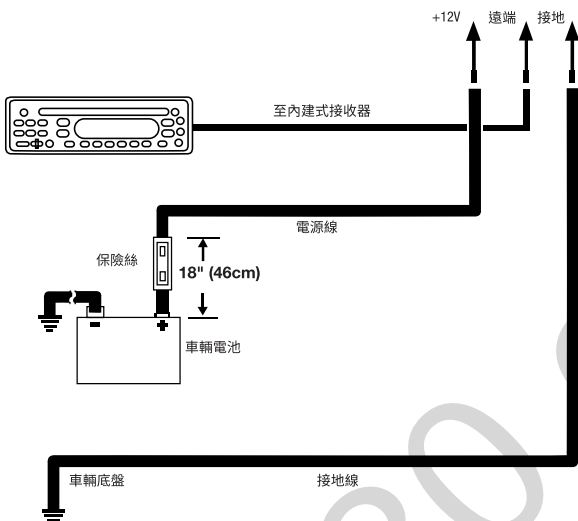 +12V 遠端 接地
至內建式接收器
電源線
保險絲
18" (46cm)
車輛電池
車輛底盤
接地線